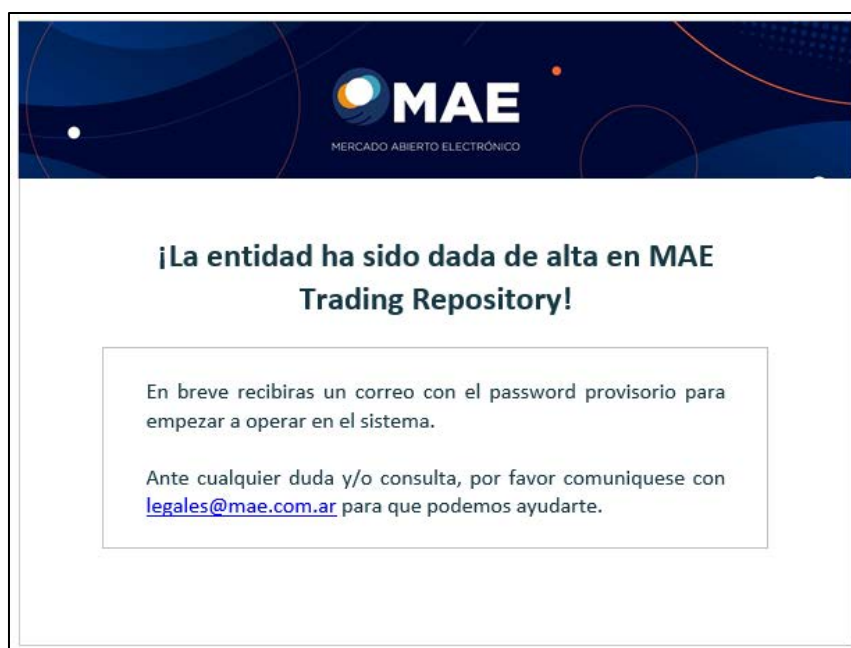 MAE
MERCADO ABIERTO ELECTRÓNICO
¡La entidad ha sido dada de alta en MAE
Trading Repository!
En breve recibiras un correo con el password provisorio para
empezar a operar en el sistema.
Ante cualquier duda y/o consulta, por favor comuniquese con
legales@mae.com.ar para que podemos ayudarte.